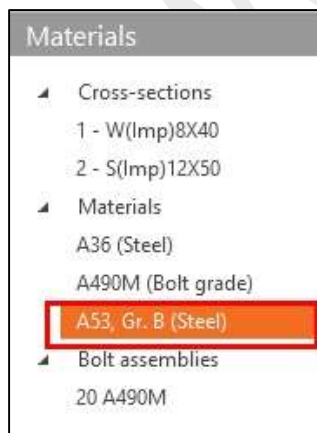 Materials
Cross-sections
1 - W(Imp)8X40
2 - S(Imp)12X50
Materials
A36 (Steel)
A490M (Bolt grade)
A53, Gr. B (Steel)
Bolt assemblies
20 A490M